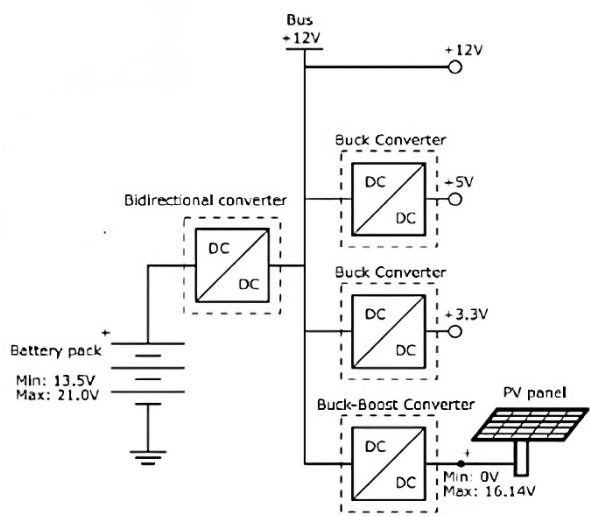 Bus
+12V
+12V
Buck Converter
DC
DC
+5V
Bidirectional converter
DC
DC
Buck Converter
DC
DC
+3.3V
+
Battery pack
Min: 13.5V
Max: 21.0V
Buck-Boost Converter
DC
DC
PV panel
+
Min: 0V
Max: 16.14V